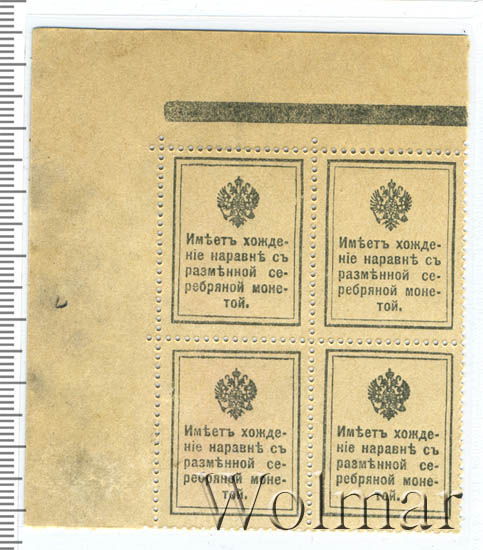 Имѣетъ хожде-
ніе наравнѣ съ
размѣнной се-
ребряной моне-
той.
Имѣетъ хожде-
ніе наравнѣ съ
размѣнной се-
ребряной моне-
той.
Имѣетъ хожде-
ніе наравнѣ съ
размѣнной се-
ребряной моне-
той.
Имѣетъ хожде-
ніе наравнѣ съ
размѣнной се-
ребряной моне-
той.
Wolmar